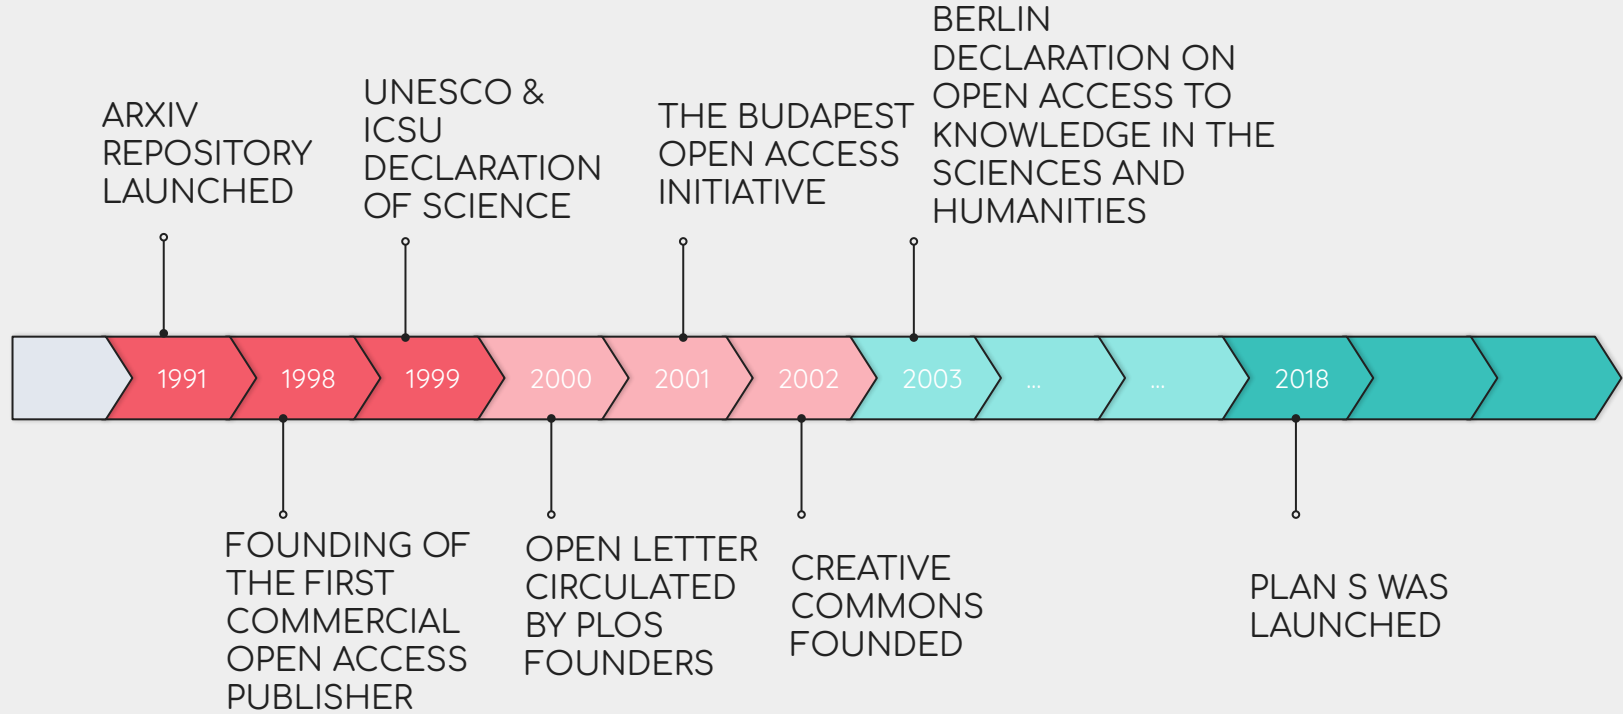 ARXIV
REPOSITORY
LAUNCHED
UNESCO &
ICSU
DECLARATION
OF SCIENCE
THE BUDAPEST
OPEN ACCESS
INITIATIVE
BERLIN
DECLARATION ON
OPEN ACCESS TO
KNOWLEDGE IN THE
SCIENCES AND
HUMANITIES
1991
1998
1999
2000
2001
2002
2003
...
...
2018
FOUNDING OF
THE FIRST
COMMERCIAL
OPEN ACCESS
PUBLISHER
OPEN LETTER
CIRCULATED
BY PLOS
FOUNDERS
CREATIVE
COMMONS
FOUNDED
PLAN S WAS
LAUNCHED